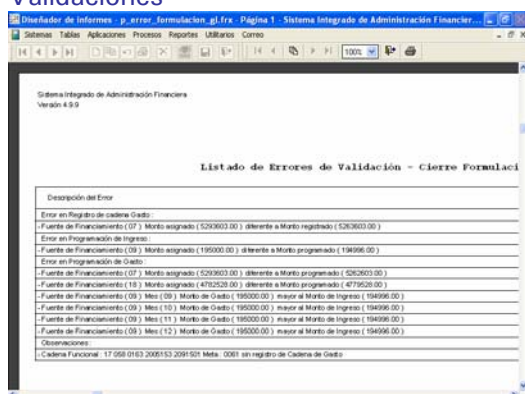 Validaciones
Diseñador de informes - p_error_formulacion_gl.frx - Página 1 - Sistema Integrado de Administración Financier...
Sistemas Tablas Aplicaciones Procesos Reportes Utilitarios Correo
100%
Sistema Integrado de Administración Financiera
Versión 4.9.9
Listado de Errores de Validación - Cierre Formulaci
Descripción del Error
Error en Registro de cadena Gasto :
- Fuente de Financiamiento ( 07 ) Monto asignado ( 5293603.00 ) diferente a Monto registrado ( 5263603.00 )
Error en Programación de Ingreso :
- Fuente de Financiamiento ( 09 ) Monto asignado ( 195000.00 ) diferente a Monto programado ( 194996.00 )
Error en Programación de Gasto :
- Fuente de Financiamiento ( 07 ) Monto asignado ( 5293603.00 ) diferente a Monto programado ( 5262603.00 )
- Fuente de Financiamiento ( 18 ) Monto asignado ( 4782528.00 ) diferente a Monto programado ( 4779528.00 )
- Fuente de Financiamiento ( 09 ) Mes ( 09 ) Monto de Gasto ( 195000.00 ) mayor al Monto de Ingreso ( 194996.00 )
- Fuente de Financiamiento ( 09 ) Mes ( 10 ) Monto de Gasto ( 195000.00 ) mayor al Monto de Ingreso ( 194996.00 )
- Fuente de Financiamiento ( 09 ) Mes ( 11 ) Monto de Gasto ( 195000.00 ) mayor al Monto de Ingreso ( 194996.00 )
- Fuente de Financiamiento ( 09 ) Mes ( 12 ) Monto de Gasto ( 195000.00 ) mayor al Monto de Ingreso ( 194996.00 )
Observaciones :
- Cadena Funcional : 17 058 0163 2005153 2091501 Meta : 0061 sin registro de Cadena de Gasto